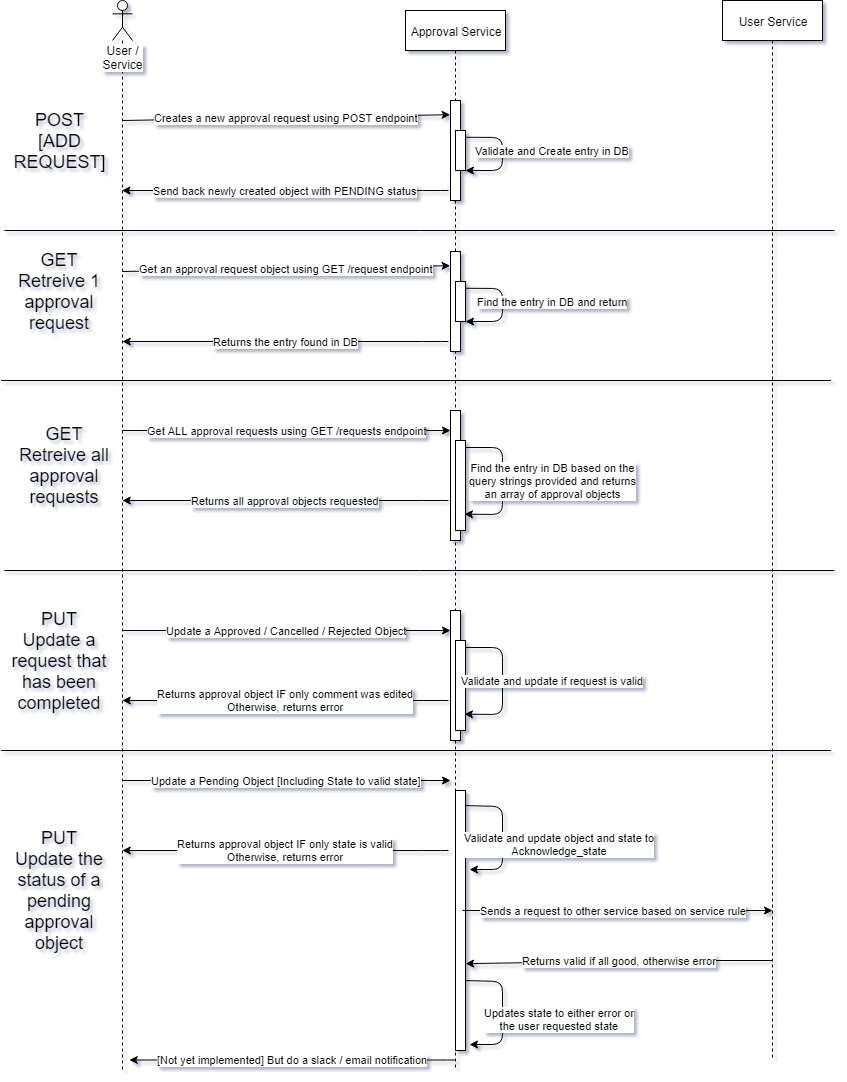 User /
Service
Approval Service
User Service
POST
[ADD
REQUEST]
Creates a new approval request using POST endpoint
Validate and Create entry in DB
Send back newly created object with PENDING status
GET
Retreive 1
approval
request
Get an approval request object using GET /request endpoint
Find the entry in DB and return
Returns the entry found in DB
GET
Retreive all
approval
requests
Get ALL approval requests using GET /requests endpoint
Find the entry in DB based on the
query strings provided and returns
an array of approval objects
Returns all approval objects requested
PUT
Update a
request that
has been
completed
Update a Approved / Cancelled / Rejected Object
Validate and update if request is valid
Returns approval object IF only comment was edited
Otherwise, returns error
PUT
Update the
status of a
pending
approval
object
Update a Pending Object [Including State to valid state]
Validate and update object and state to
Acknowledge_state
Returns approval object IF only state is valid
Otherwise, returns error
Sends a request to other service based on service rule
Returns valid if all good, otherwise error
Updates state to either error or
the user requested state
[Not yet implemented] But do a slack / email notification